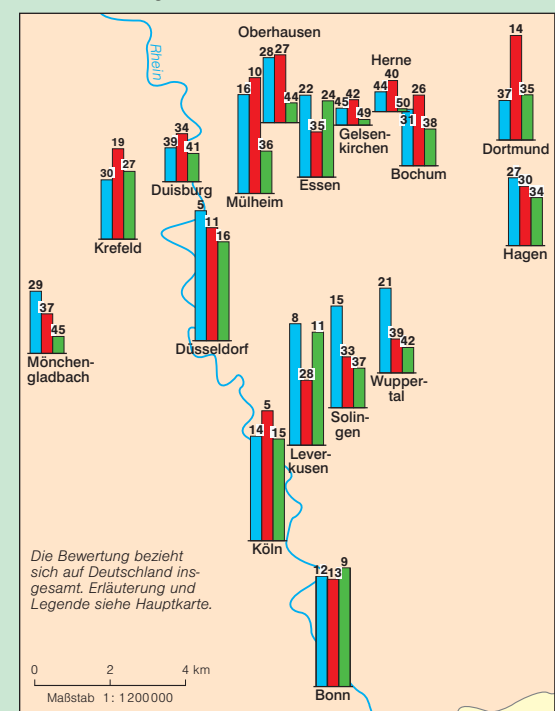 Rhein
Oberhausen
28 27 44
16 10 36
Mülheim
22 35 24
Essen
45 42 49
Gelsen-
kirchen
Herne
44 40 50
31 26 38
Bochum
14
37 35
Dortmund
27 30 34
Hagen
39 34 41
Duisburg
30 19 27
Krefeld
5 11 16
Düsseldorf
29 37 45
Mönchen-
gladbach
8 28 11
Lever-
kusen
15 33 37
Solin-
gen
21 39 42
Wupper-
tal
14 5 15
Köln
12 13 9
Bonn
Die Bewertung bezieht
sich auf Deutschland ins-
gesamt. Erläuterung und
Legende siehe Hauptkarte.
0 2 4 km
Maßstab 1 : 1 200 000